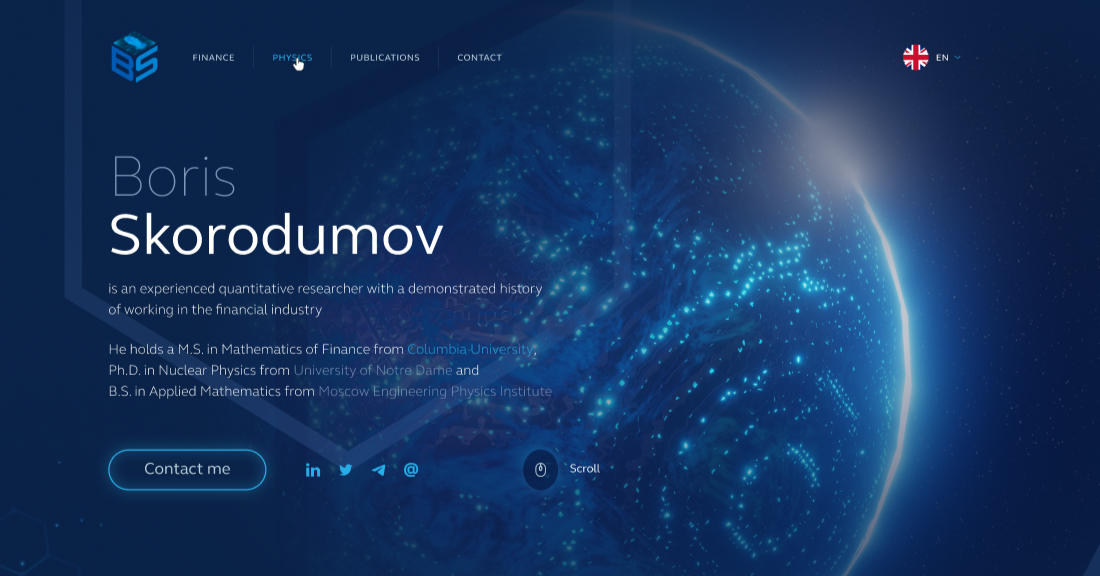 BS
FINANCE
PHYSICS
PUBLICATIONS
CONTACT
EN
Boris
Skorodumov
is an experienced quantitative researcher with a demonstrated history
of working in the financial industry
He holds a M.S. in Mathematics of Finance from Columbia University,
Ph.D. in Nuclear Physics from University of Notre Dame and
B.S. in Applied Mathematics from Moscow Engineering Physics Institute
Contact me
in
@
Scroll